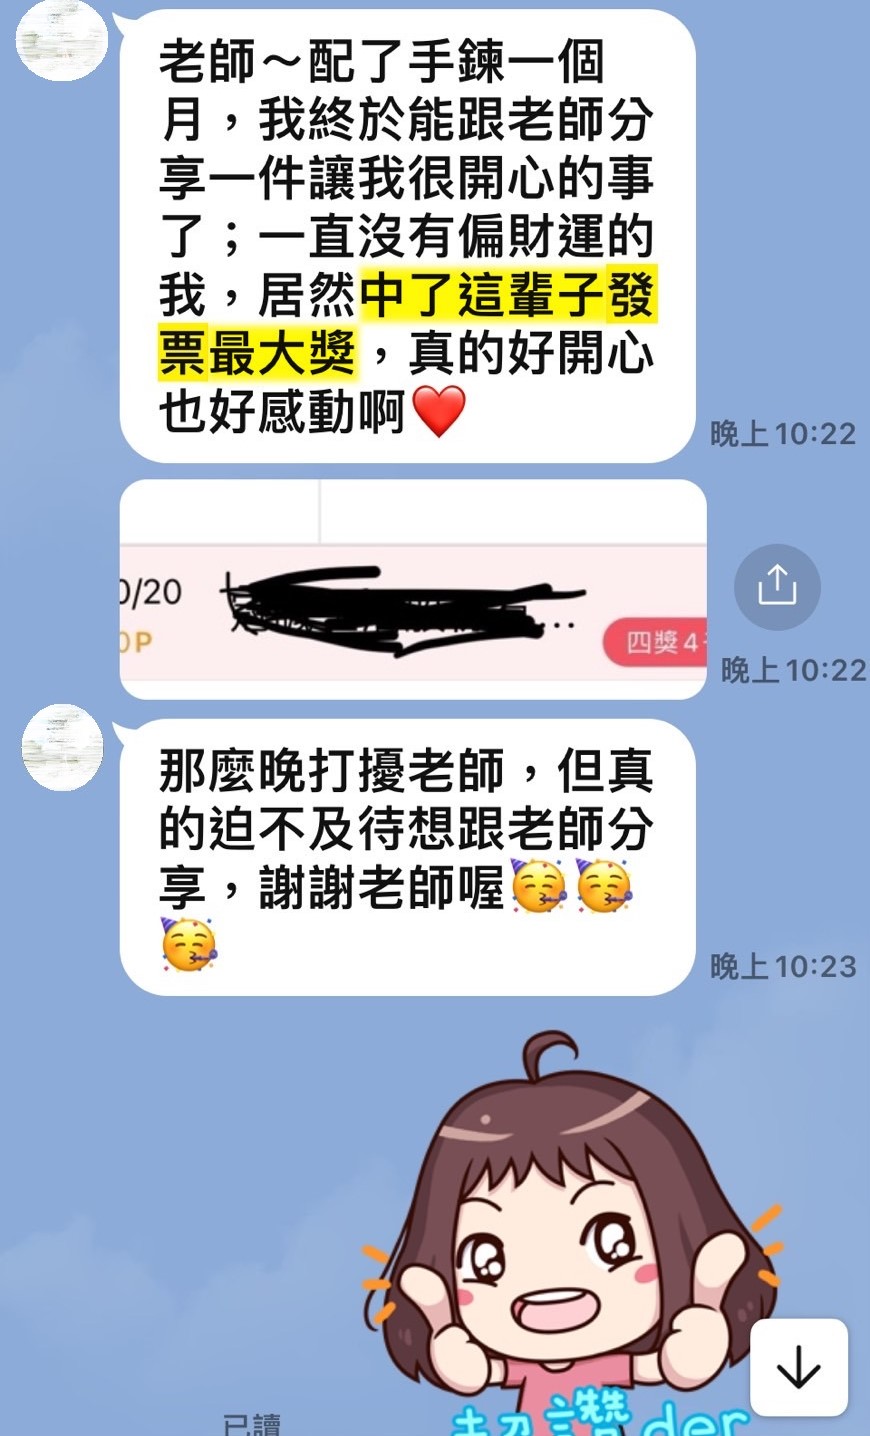 老師～配了手鍊一個
月，我終於能跟老師分
享一件讓我很開心的事
了；一直沒有偏財運的
我，居然中了這輩子發
票最大獎，真的好開心
也好感動啊❤️
晚上10:22
0/20
0P
四獎4
晚上10:22
那麼晚打擾老師，但真
的迫不及待想跟老師分
享，謝謝老師喔🥳🥳
🥳
晚上10:23
已讀
超讚der